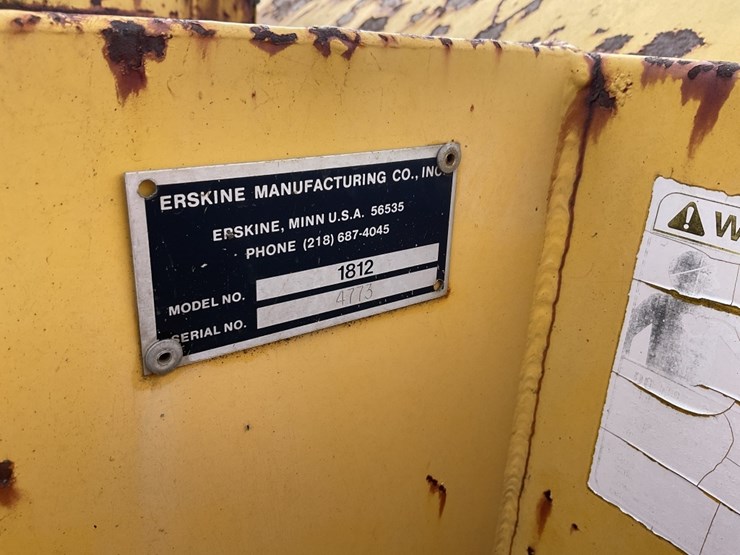 ERSKINE MANUFACTURING CO., INC.
ERSKINE, MINN U.S.A. 56535
PHONE (218) 687-4045
MODEL NO. 1812
SERIAL NO. 4773
W